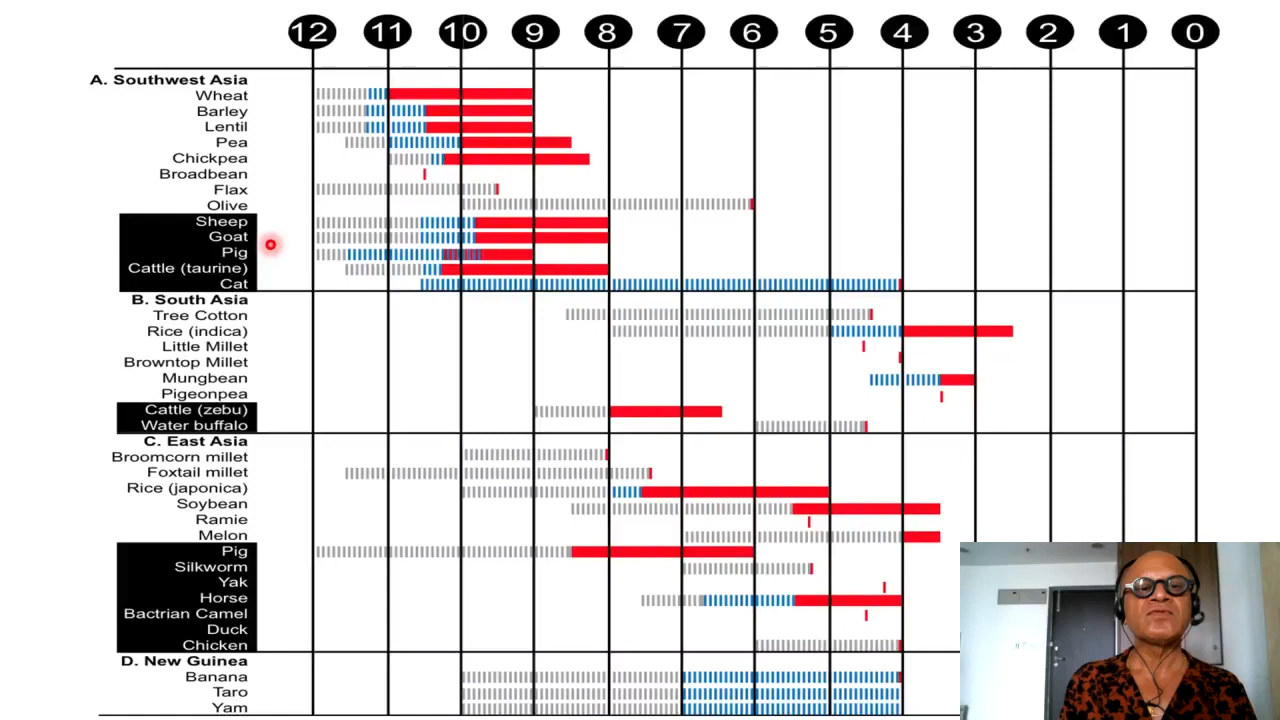 12 11 10 9 8 7 6 5 4 3 2 1 0
A. Southwest Asia
Wheat
Barley
Lentil
Pea
Chickpea
Broadbean
Flax
Olive
Sheep
Goat
Pig
Cattle (taurine)
Cat
B. South Asia
Tree Cotton
Rice (indica)
Little Millet
Browntop Millet
Mungbean
Pigeonpea
Cattle (zebu)
Water buffalo
C. East Asia
Broomcorn millet
Foxtail millet
Rice (japonica)
Soybean
Ramie
Melon
Pig
Silkworm
Yak
Horse
Bactrian Camel
Duck
Chicken
D. New Guinea
Banana
Taro
Yam